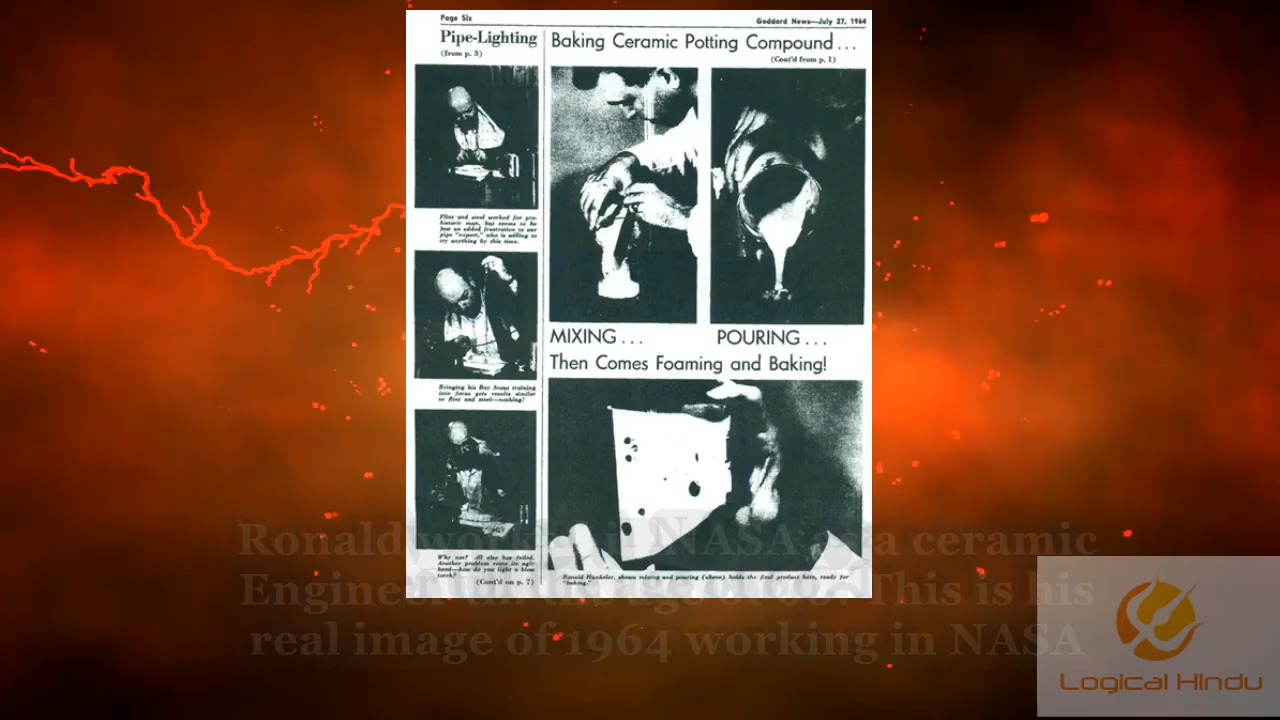 Page Six
Goddard News—July 27, 1964
Pipe-Lighting
(from p. 3)
Flint and steel worked for pre-
historic man, but seems to be
just an added frustration to our
pipe "expert," who is willing to
try anything by this time.
Bringing his Boy Scout training
into focus gets results similar
to flint and steel—nothing!
Why not? All else has failed.
Another problem rears its ugly
head—how do you light a blow
torch?
(Cont'd on p. 7)
Baking Ceramic Potting Compound ...
(Cont'd from p. 1)
MIXING ...
POURING ...
Then Comes Foaming and Baking!
Ronald Hunkeler, shown mixing and pouring (above) holds the final product here, ready for
"baking."
Ronald works in NASA as a ceramic
Engineer This is his
real image of 1964 working in NASA
Logical Hindu